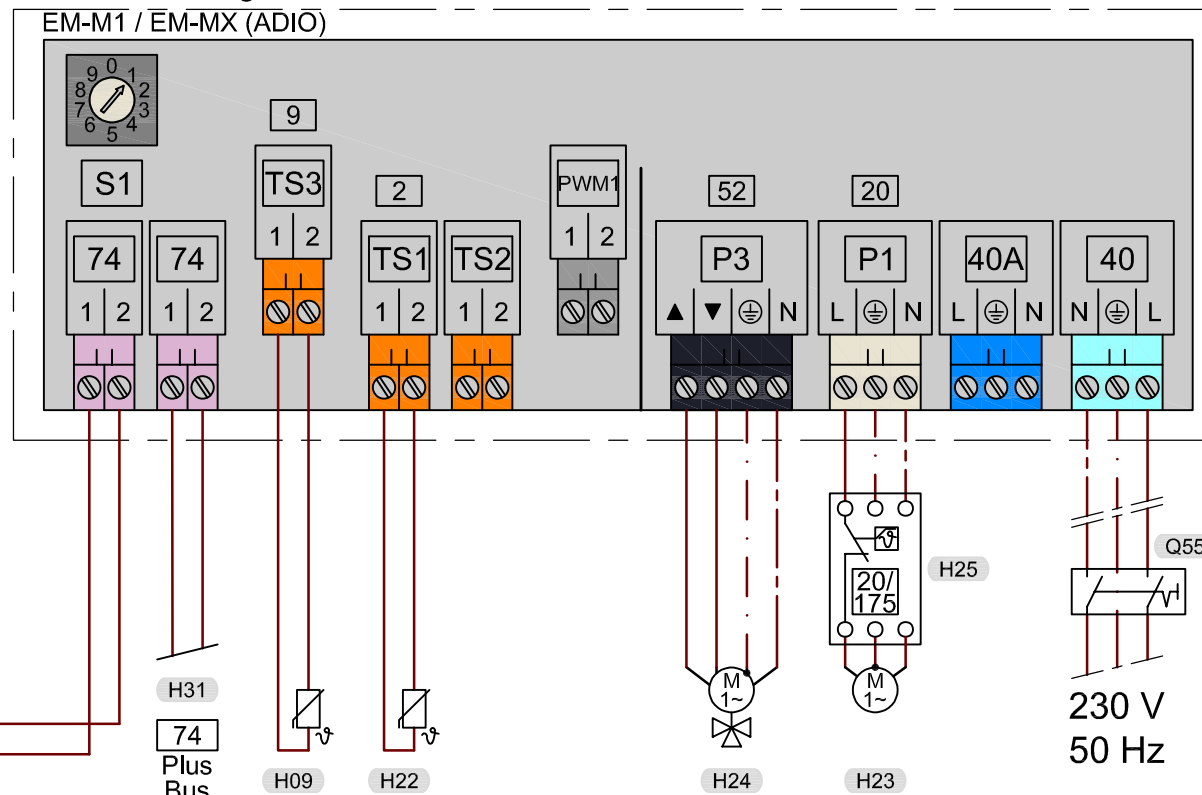 EM-M1 / EM-MX (ADIO)
0
1
2
3
4
5
6
7
8
9
S1
9
TS3
1 2
2
PWM1
1 2
52
20
74
1 2
74
1 2
TS1
1 2
TS2
1 2
P3
▲ ▼ N
P1
L N
40A
L N
40
N L
Q55
H25
20/
175
H31
74
Plus
Bus
ϑ
ϑ
ϑ
M
1~
M
1~
H09
H22
H24
H23
230 V
50 Hz